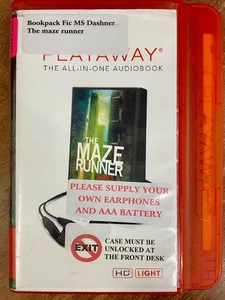 Bookpack Fic MS Dashner
The maze runner
PLAYAWAY®
THE ALL-IN-ONE AUDIOBOOK
THE
MAZE
RUNNER
PLEASE SUPPLY YOUR
OWN EARPHONES
AND AAA BATTERY
EXIT
CASE MUST BE
UNLOCKED AT
THE FRONT DESK
HD
LIGHT